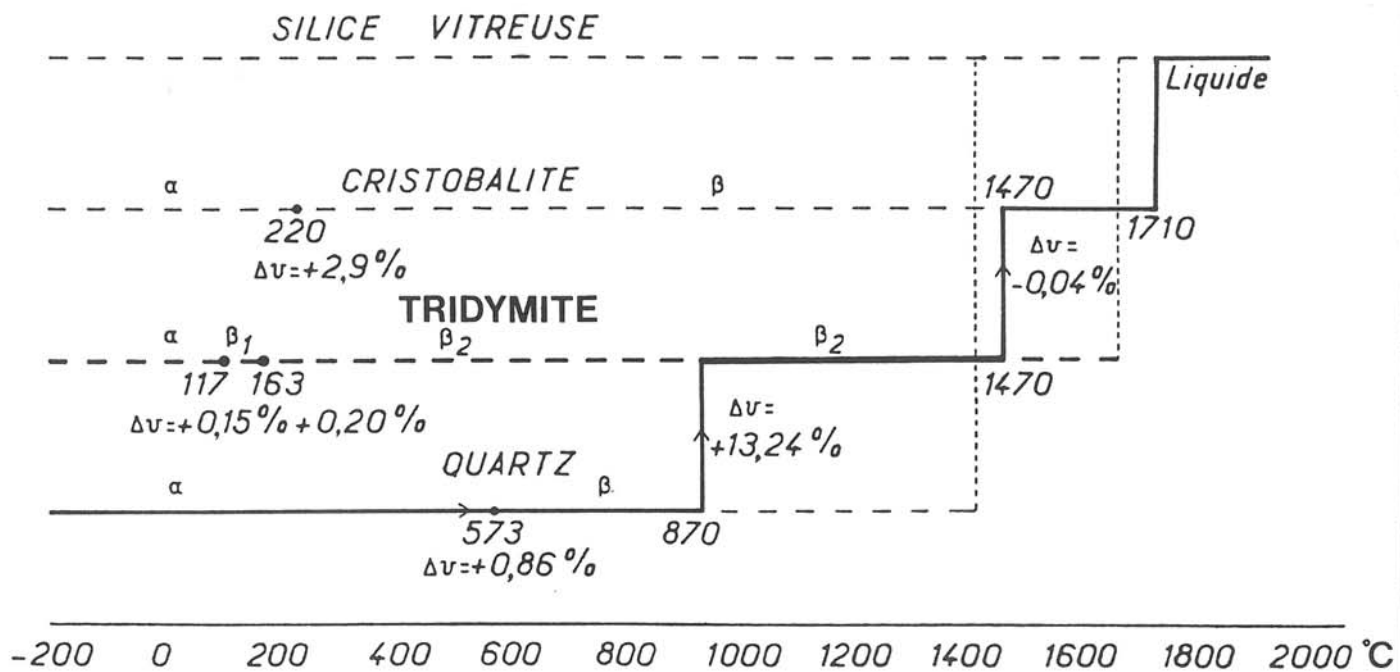 SILICE VITREUSE
Liquide
α CRISTOBALITE β 1470
220 1710
Δv=+2,9%
Δv=
-0,04%
TRIDYMITE
α β₁ β₂ β₂
117 163 1470
Δv=+0,15% +0,20%
Δv=
+13,24%
QUARTZ
α β
573 870
Δv=+0,86%
-200 0 200 400 600 800 1000 1200 1400 1600 1800 2000 °C